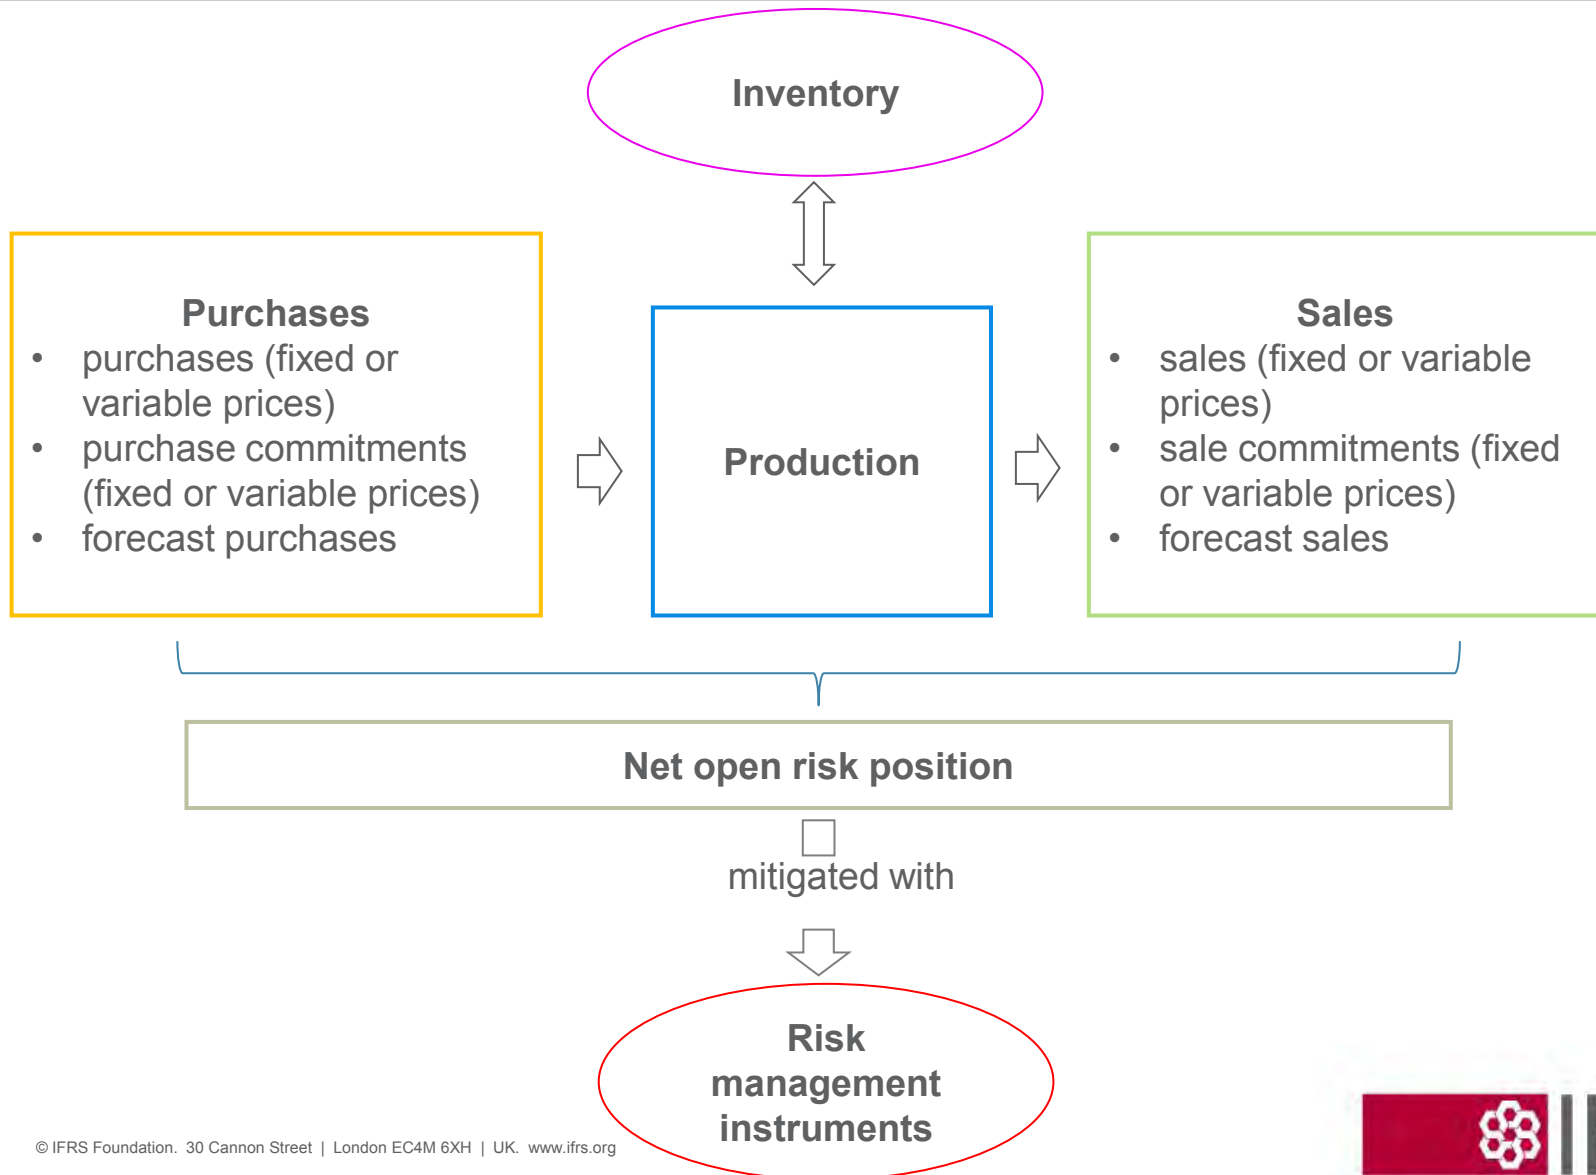 Inventory
Purchases
• purchases (fixed or
variable prices)
• purchase commitments
(fixed or variable prices)
• forecast purchases
Production
Sales
• sales (fixed or variable
prices)
• sale commitments (fixed
or variable prices)
• forecast sales
Net open risk position
mitigated with
Risk
management
instruments
© IFRS Foundation. 30 Cannon Street | London EC4M 6XH | UK. www.ifrs.org